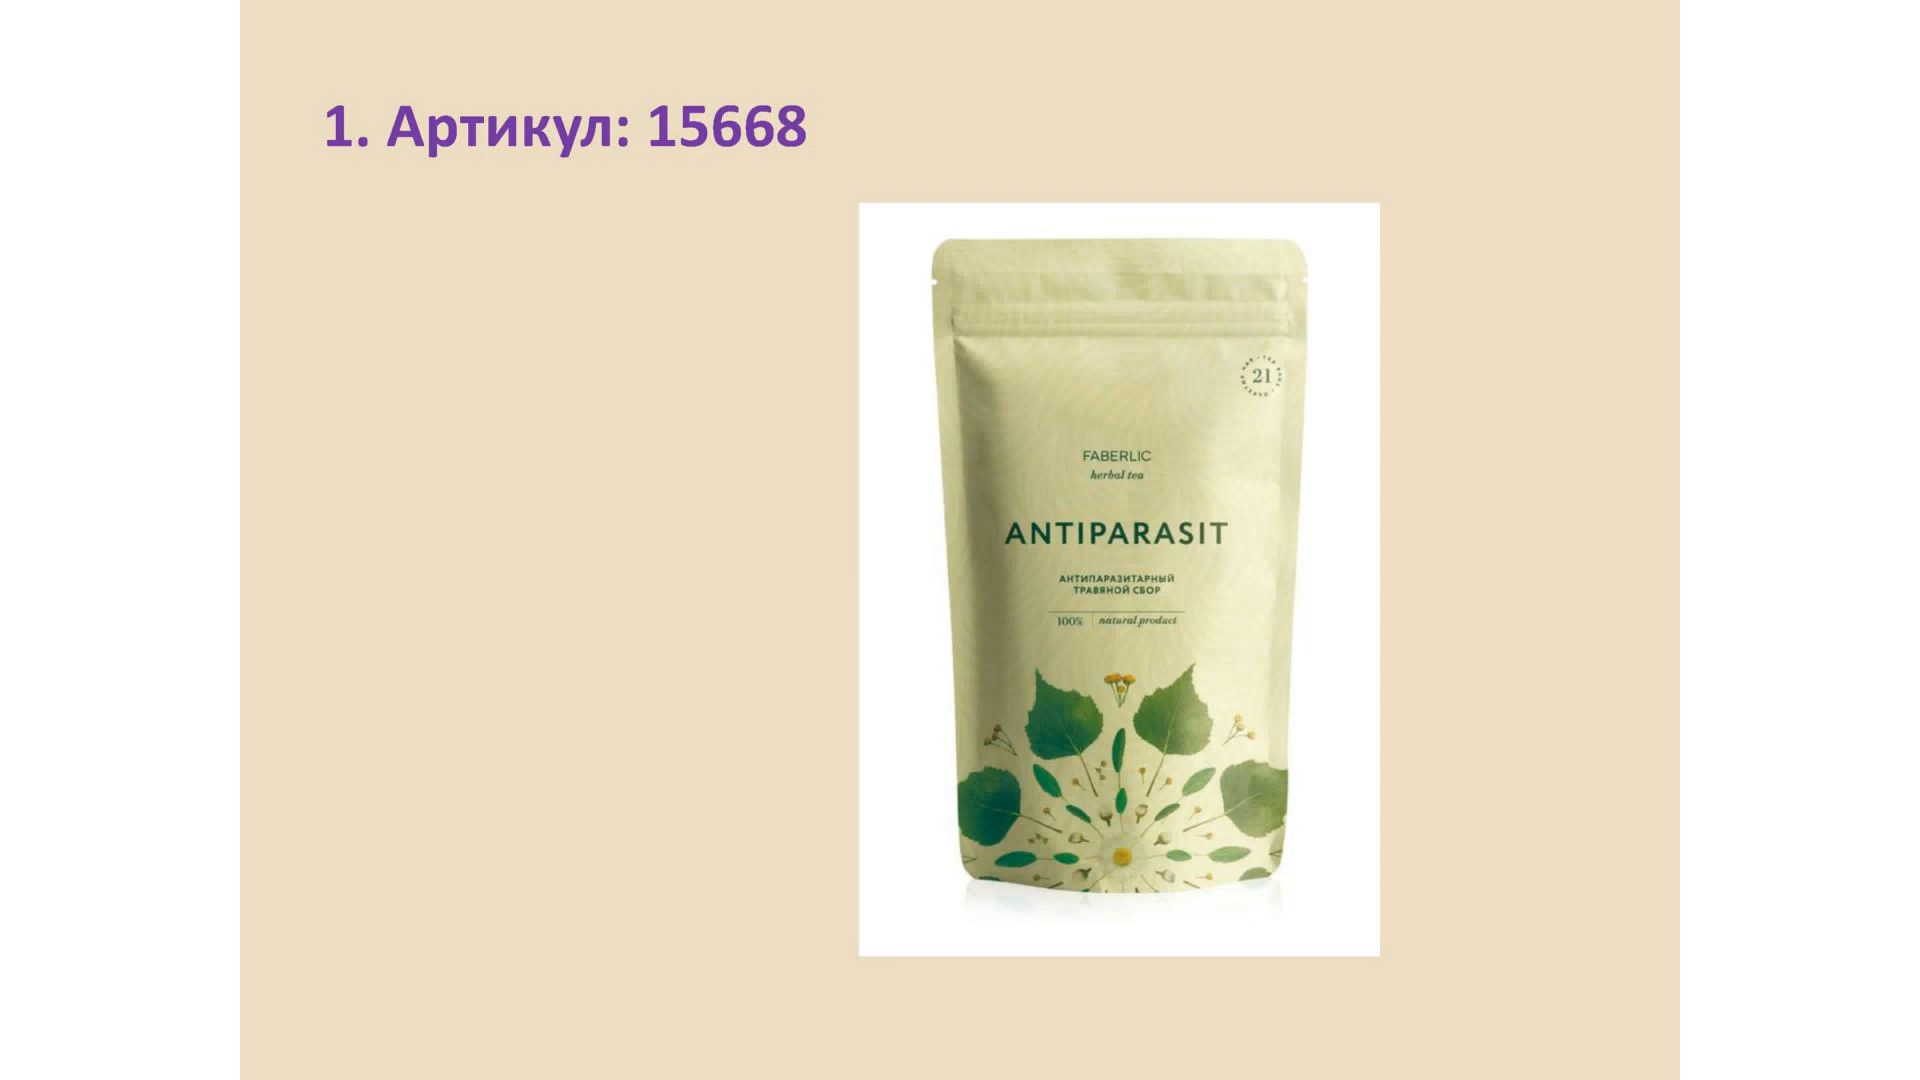 1. Артикул: 15668
21
FABERLIC
herbal tea
ANTIPARASIT
АНТИПАРАЗИТАРНЫЙ
ТРАВЯНОЙ СБОР
100% natural product